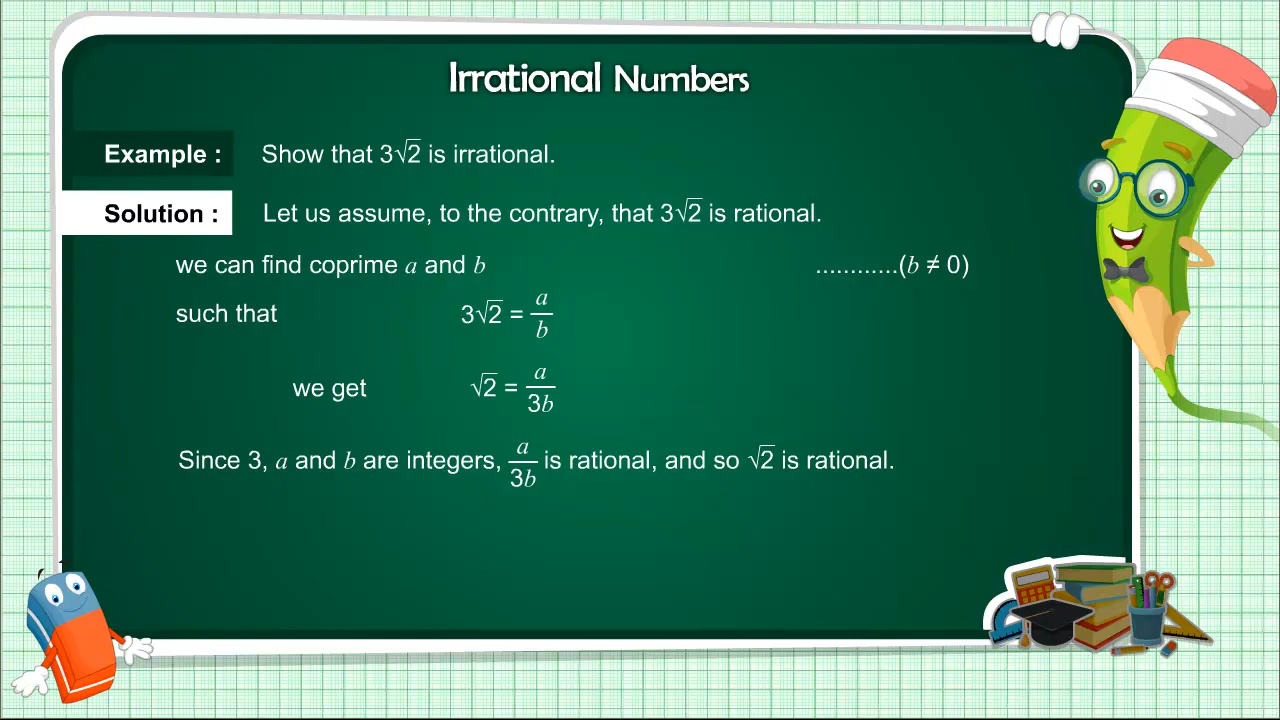 Irrational Numbers
Example : Show that 3√2 is irrational.
Solution : Let us assume, to the contrary, that 3√2 is rational.
we can find coprime a and b ............(b ≠ 0)
such that 3√2 = a/b
we get √2 = a/3b
Since 3, a and b are integers, a/3b is rational, and so √2 is rational.